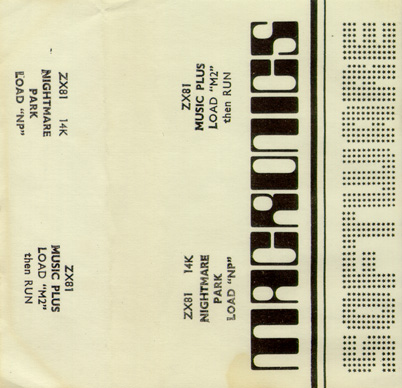 ZX81 14K
NIGHTMARE
PARK
LOAD "NP"
ZX81
MUSIC PLUS
LOAD "M2"
then RUN
ZX81
MUSIC PLUS
LOAD "M2"
then RUN
ZX81 14K
NIGHTMARE
PARK
LOAD "NP"
MACRONICS
SOFTWARE